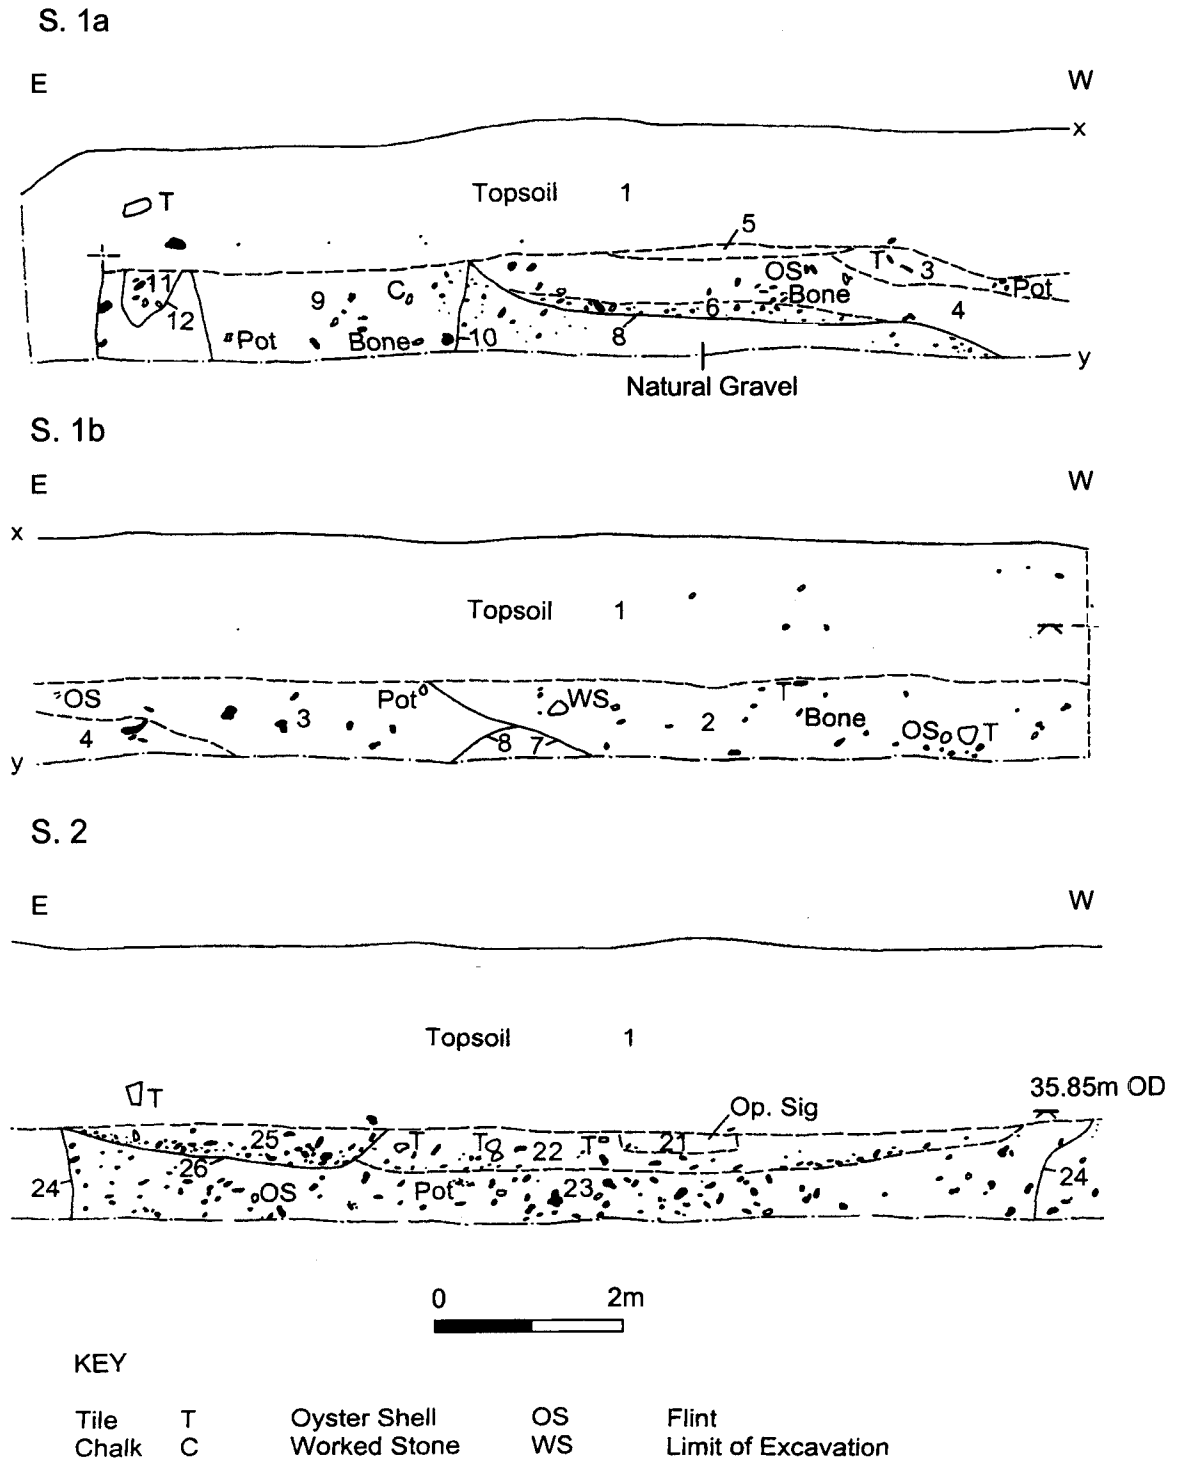 S. 1a
E W
x
T Topsoil 1
5
11 9 C OS T 3
12 Bone Pot
6 4
Pot Bone 10 8
y
Natural Gravel
S. 1b
E W
x
Topsoil 1
OS Pot WS T
3 2 Bone
4 8 7 OS T
y
S. 2
E W
Topsoil 1
T 35.85m OD
Op. Sig
25 T T 22 T 21
26
24 OS Pot 23 24
0 2m
KEY
Tile T Oyster Shell OS Flint
Chalk C Worked Stone WS Limit of Excavation